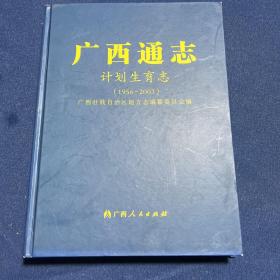 广西通志
计划生育志
(1956-2003)
广西壮族自治区地方志编纂委员会编
广西人民出版社